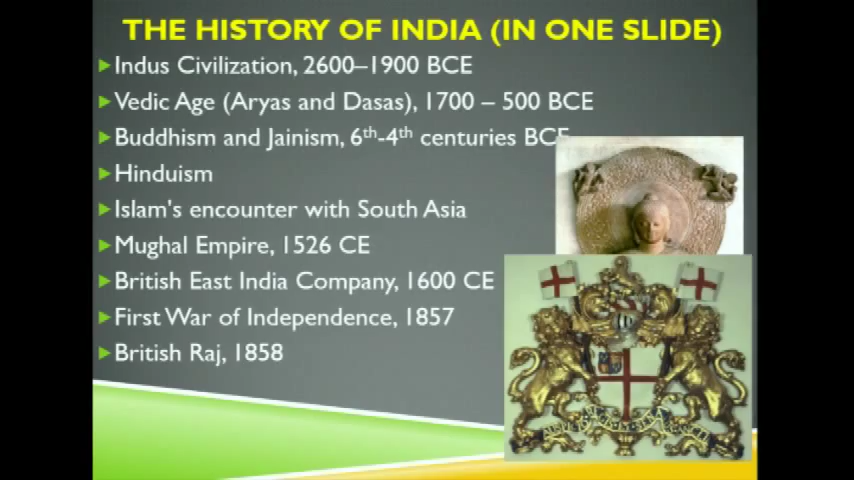 THE HISTORY OF INDIA (IN ONE SLIDE)
Indus Civilization, 2600–1900 BCE
Vedic Age (Aryas and Dasas), 1700 – 500 BCE
Buddhism and Jainism, 6th-4th centuries BCE
Hinduism
Islam's encounter with South Asia
Mughal Empire, 1526 CE
British East India Company, 1600 CE
First War of Independence, 1857
British Raj, 1858